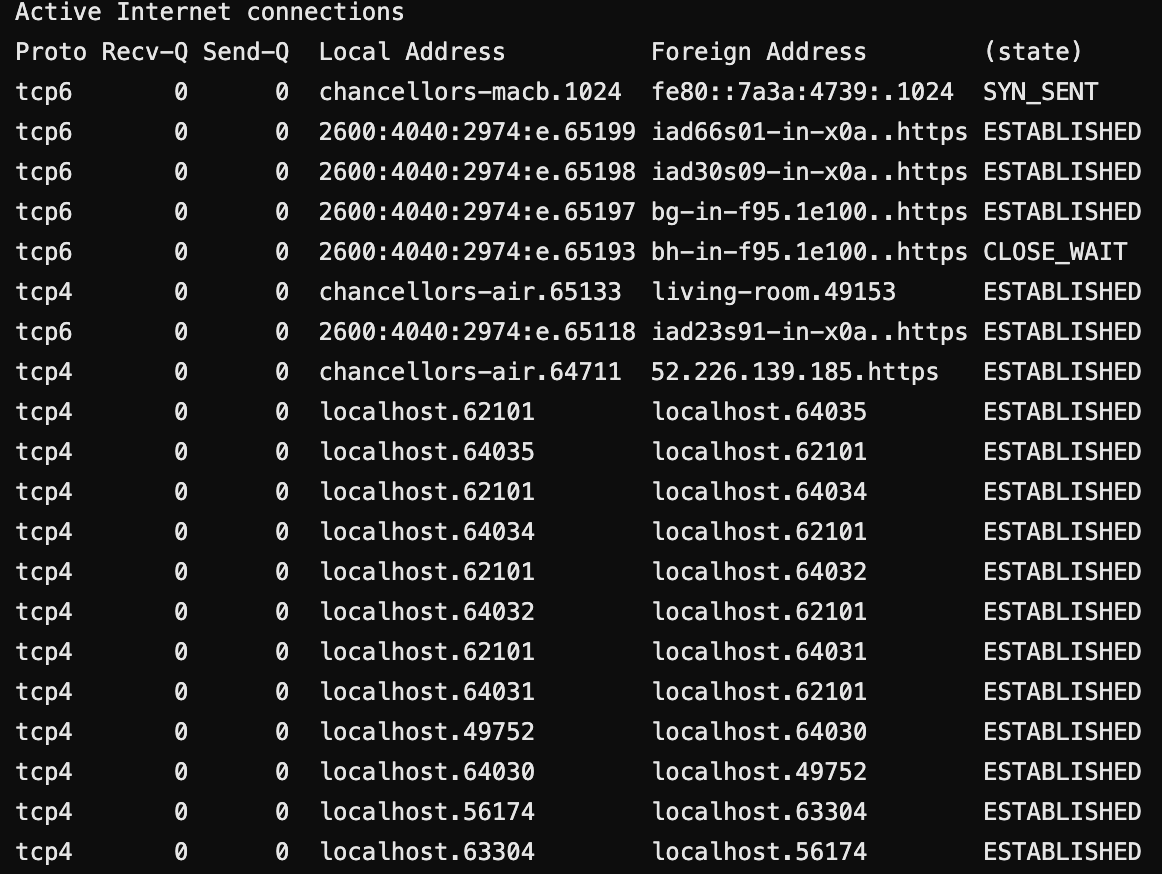 Active Internet connections
Proto Recv-Q Send-Q  Local Address          Foreign Address        (state)
tcp6       0      0  chancellors-macb.1024  fe80::7a3a:4739:.1024  SYN_SENT
tcp6       0      0  2600:4040:2974:e.65199 iad66s01-in-x0a..https ESTABLISHED
tcp6       0      0  2600:4040:2974:e.65198 iad30s09-in-x0a..https ESTABLISHED
tcp6       0      0  2600:4040:2974:e.65197 bg-in-f95.1e100..https ESTABLISHED
tcp6       0      0  2600:4040:2974:e.65193 bh-in-f95.1e100..https CLOSE_WAIT
tcp4       0      0  chancellors-air.65133  living-room.49153      ESTABLISHED
tcp6       0      0  2600:4040:2974:e.65118 iad23s91-in-x0a..https ESTABLISHED
tcp4       0      0  chancellors-air.64711  52.226.139.185.https   ESTABLISHED
tcp4       0      0  localhost.62101        localhost.64035        ESTABLISHED
tcp4       0      0  localhost.64035        localhost.62101        ESTABLISHED
tcp4       0      0  localhost.62101        localhost.64034        ESTABLISHED
tcp4       0      0  localhost.64034        localhost.62101        ESTABLISHED
tcp4       0      0  localhost.62101        localhost.64032        ESTABLISHED
tcp4       0      0  localhost.64032        localhost.62101        ESTABLISHED
tcp4       0      0  localhost.62101        localhost.64031        ESTABLISHED
tcp4       0      0  localhost.64031        localhost.62101        ESTABLISHED
tcp4       0      0  localhost.49752        localhost.64030        ESTABLISHED
tcp4       0      0  localhost.64030        localhost.49752        ESTABLISHED
tcp4       0      0  localhost.56174        localhost.63304        ESTABLISHED
tcp4       0      0  localhost.63304        localhost.56174        ESTABLISHED